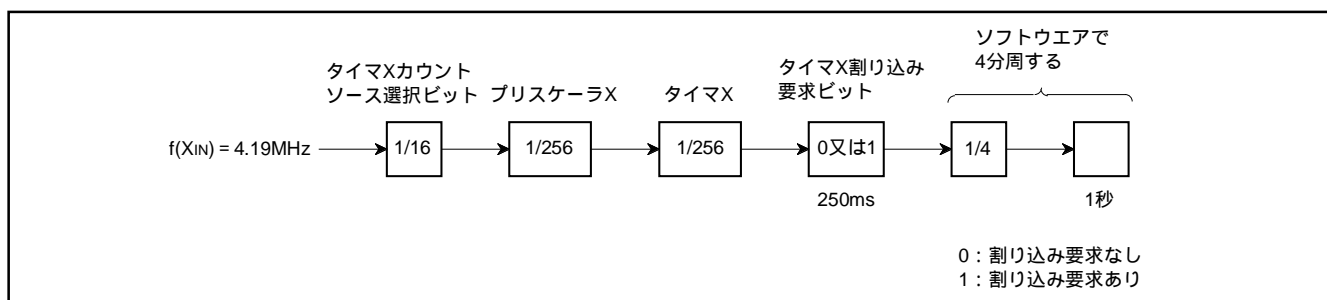 ソフトウエアで
4分周する
タイマXカウント
ソース選択ビット
プリスケーラX
タイマX
タイマX割り込み
要求ビット
f(XIN) = 4.19MHz
1/16
1/256
1/256
0又は1
1/4
250ms
1秒
0：割り込み要求なし
1：割り込み要求あり